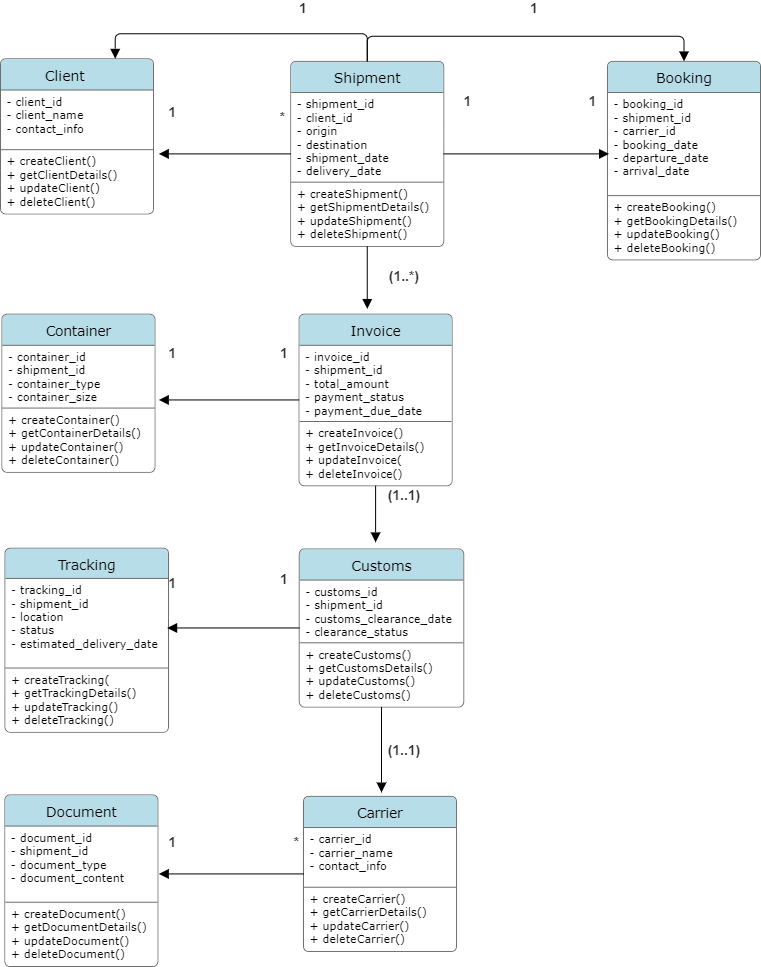 1
1
Client
- client_id
- client_name
- contact_info
+ createClient()
+ getClientDetails()
+ updateClient()
+ deleteClient()
1
*
Shipment
- shipment_id
- client_id
- origin
- destination
- shipment_date
- delivery_date
+ createShipment()
+ getShipmentDetails()
+ updateShipment()
+ deleteShipment()
1
1
Booking
- booking_id
- shipment_id
- carrier_id
- booking_date
- departure_date
- arrival_date
+ createBooking()
+ getBookingDetails()
+ updateBooking()
+ deleteBooking()
(1..*)
Container
- container_id
- shipment_id
- container_type
- container_size
+ createContainer()
+ getContainerDetails()
+ updateContainer()
+ deleteContainer()
1
1
Invoice
- invoice_id
- shipment_id
- total_amount
- payment_status
- payment_due_date
+ createInvoice()
+ getInvoiceDetails()
+ updateInvoice(
+ deleteInvoice()
(1..1)
Tracking
- tracking_id
- shipment_id
- location
- status
- estimated_delivery_date
+ createTracking(
+ getTrackingDetails()
+ updateTracking()
+ deleteTracking()
1
1
Customs
- customs_id
- shipment_id
- customs_clearance_date
- clearance_status
+ createCustoms()
+ getCustomsDetails()
+ updateCustoms()
+ deleteCustoms()
(1..1)
Document
- document_id
- shipment_id
- document_type
- document_content
+ createDocument()
+ getDocumentDetails()
+ updateDocument()
+ deleteDocument()
1
*
Carrier
- carrier_id
- carrier_name
- contact_info
+ createCarrier()
+ getCarrierDetails()
+ updateCarrier()
+ deleteCarrier()